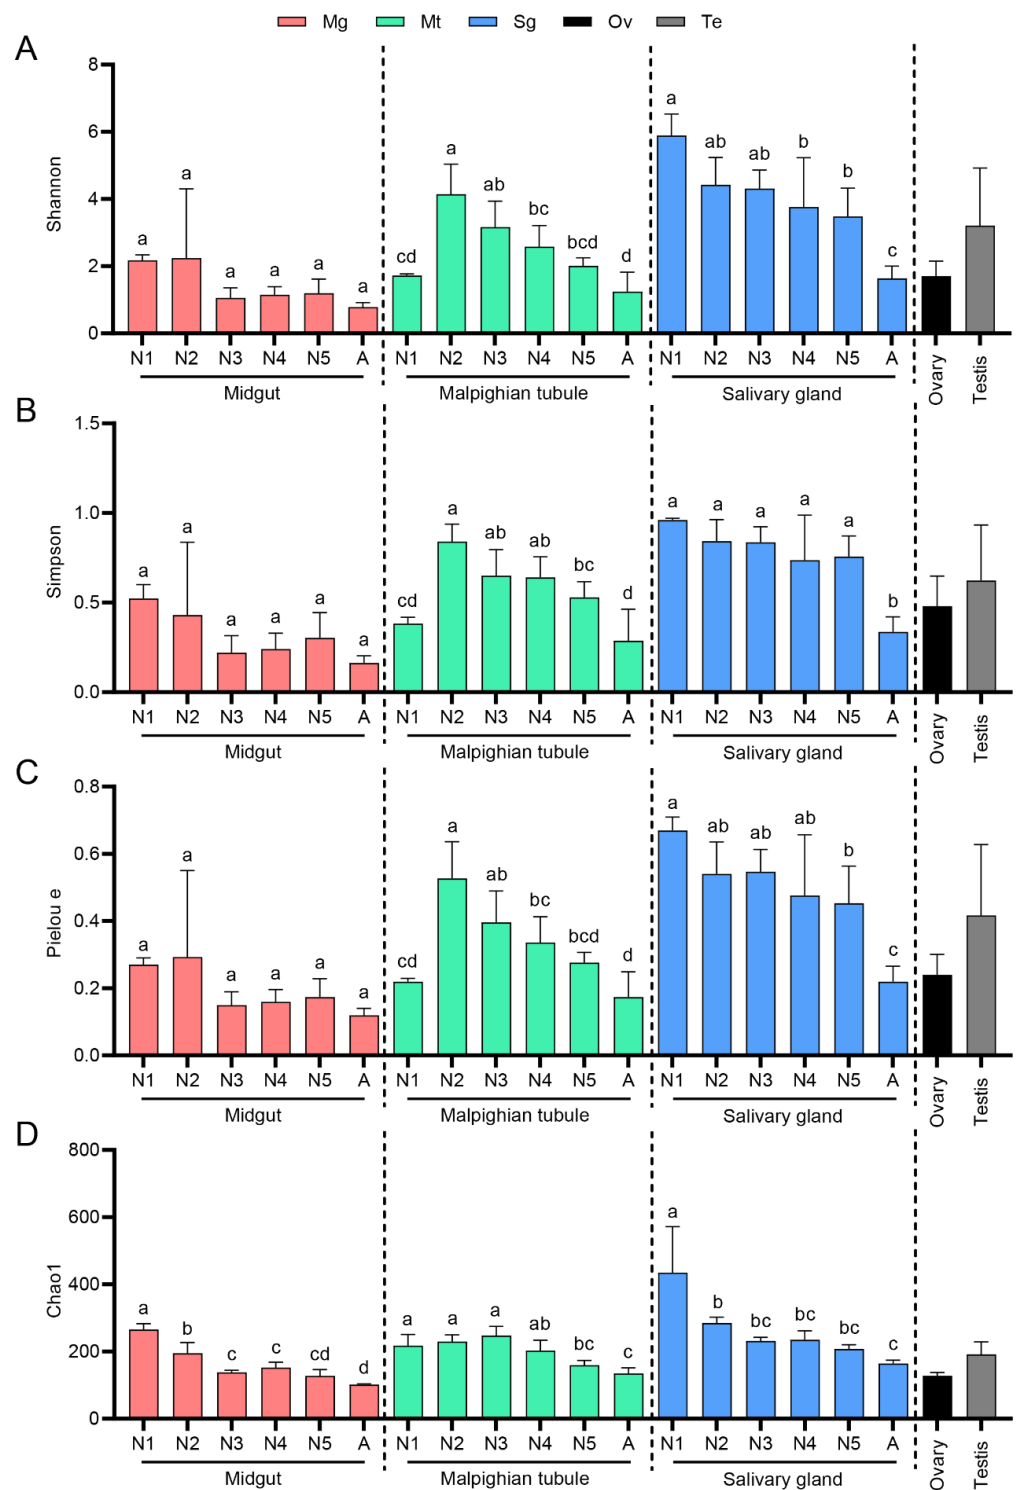 Mg Mt Sg Ov Te
A
Shannon
8
6
4
2
0
a a a a a a
cd a ab bc bcd d
a ab ab b b c
N1 N2 N3 N4 N5 A N1 N2 N3 N4 N5 A N1 N2 N3 N4 N5 A Ovary Testis
Midgut Malpighian tubule Salivary gland
B
Simpson
1.5
1.0
0.5
0.0
a a a a a a
cd a ab ab bc d
a a a a a b
N1 N2 N3 N4 N5 A N1 N2 N3 N4 N5 A N1 N2 N3 N4 N5 A Ovary Testis
Midgut Malpighian tubule Salivary gland
C
Pielou e
0.8
0.6
0.4
0.2
0.0
a a a a a a
cd a ab bc bcd d
a ab ab ab b c
N1 N2 N3 N4 N5 A N1 N2 N3 N4 N5 A N1 N2 N3 N4 N5 A Ovary Testis
Midgut Malpighian tubule Salivary gland
D
Chao1
800
600
400
200
0
a b c c cd d
a a a ab bc c
a b bc bc bc c
N1 N2 N3 N4 N5 A N1 N2 N3 N4 N5 A N1 N2 N3 N4 N5 A Ovary Testis
Midgut Malpighian tubule Salivary gland